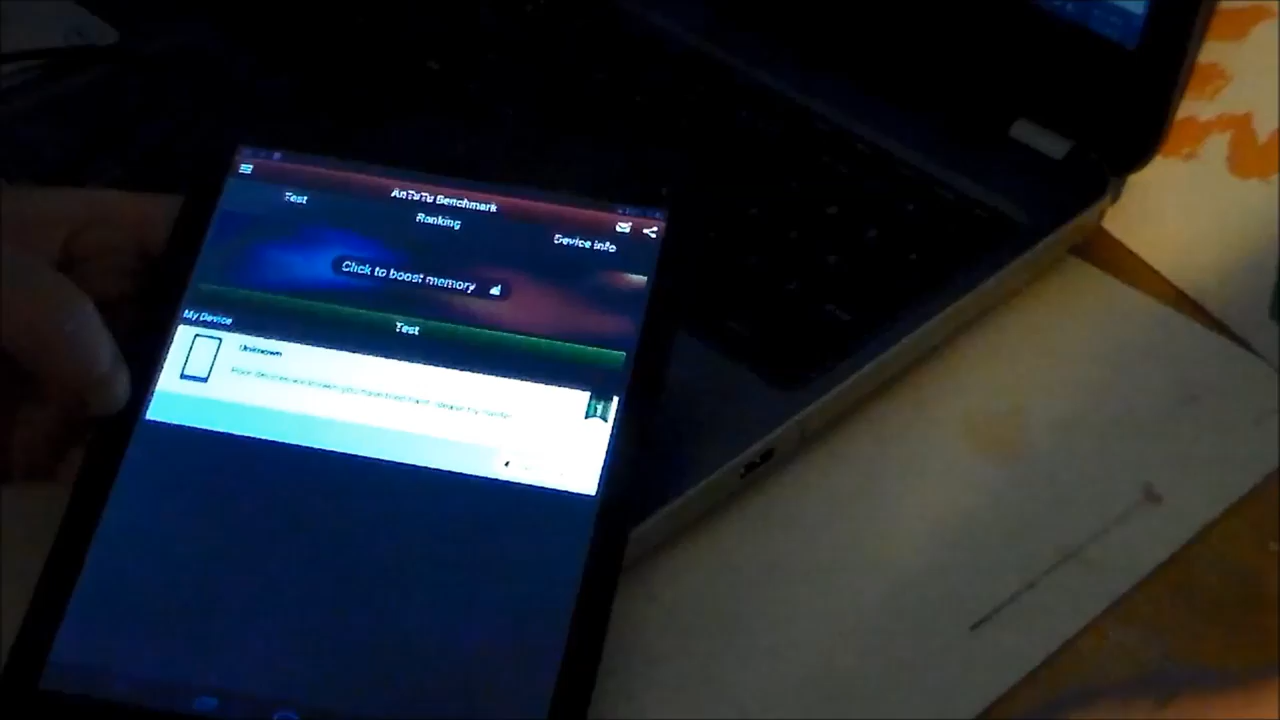 AnTuTu Benchmark
Test
Ranking
Device Info
Click to boost memory
Test
My Device
Unknown